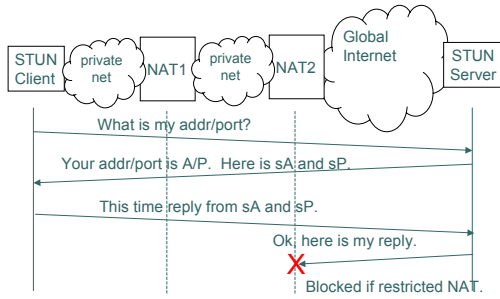 STUN
Client
private
net
NAT1
private
net
NAT2
Global
Internet
STUN
Server
What is my addr/port?
Your addr/port is A/P. Here is sA and sP.
This time reply from sA and sP.
Ok, here is my reply.
X
Blocked if restricted NAT.